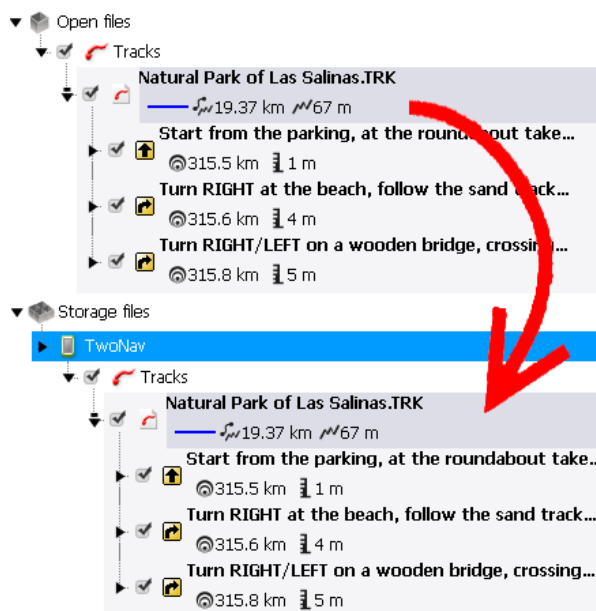 Open files
Tracks
Natural Park of Las Salinas.TRK
19.37 km 67 m
Start from the parking, at the roundabout take...
315.5 km 1 m
Turn RIGHT at the beach, follow the sand track...
315.6 km 4 m
Turn RIGHT/LEFT on a wooden bridge, crossing...
315.8 km 5 m
Storage files
TwoNav
Tracks
Natural Park of Las Salinas.TRK
19.37 km 67 m
Start from the parking, at the roundabout take..
315.5 km 1 m
Turn RIGHT at the beach, follow the sand track...
315.6 km 4 m
Turn RIGHT/LEFT on a wooden bridge, crossing...
315.8 km 5 m